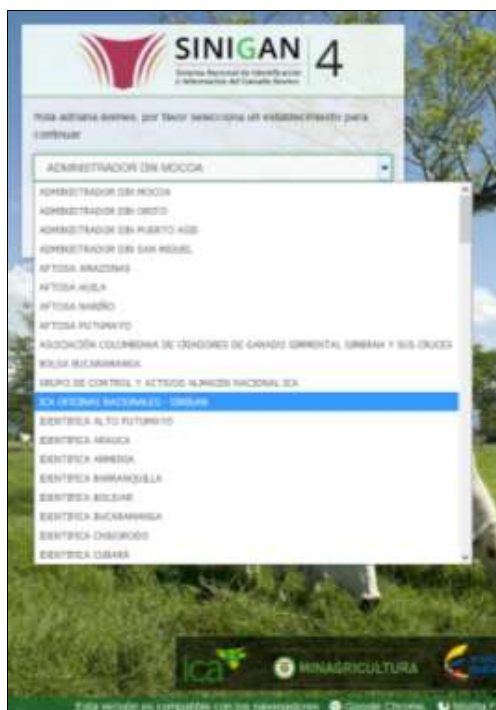 SINIGAN 4
Sistema Nacional de Identificación
e Información del Ganado Bovino
Hola adriana por favor selecciona un establecimiento para
continuar
ADMINISTRADOR DIN MOCOA
ADMINISTRADOR DIN MOCOA
ADMINISTRADOR DIN ORITO
ADMINISTRADOR DIN PUERTO ASIS
ADMINISTRADOR DIN SAN MIGUEL
AFTOSA AMAZONAS
AFTOSA HUILA
AFTOSA NARIÑO
AFTOSA PUTUMAYO
ASOCIACIÓN COLOMBIANA DE CRIADORES DE GANADO SIMMENTAL SIMBRAH Y SUS CRUCES
BOLSA BUCARAMANGA
GRUPO DE CONTROL Y ACTIVOS ALMACEN NACIONAL ICA
ICA OFICINAS NACIONALES - SINIGAN
IDENTIFICA ALTO PUTUMAYO
IDENTIFICA ARAUCA
IDENTIFICA ARMENIA
IDENTIFICA BARRANQUILLA
IDENTIFICA BOLIVAR
IDENTIFICA BUCARAMANGA
IDENTIFICA CHIGORODO
IDENTIFICA CUBARÁ
ica
MINAGRICULTURA
Esta versión es compatible con los navegadores Google Chrome Mozilla